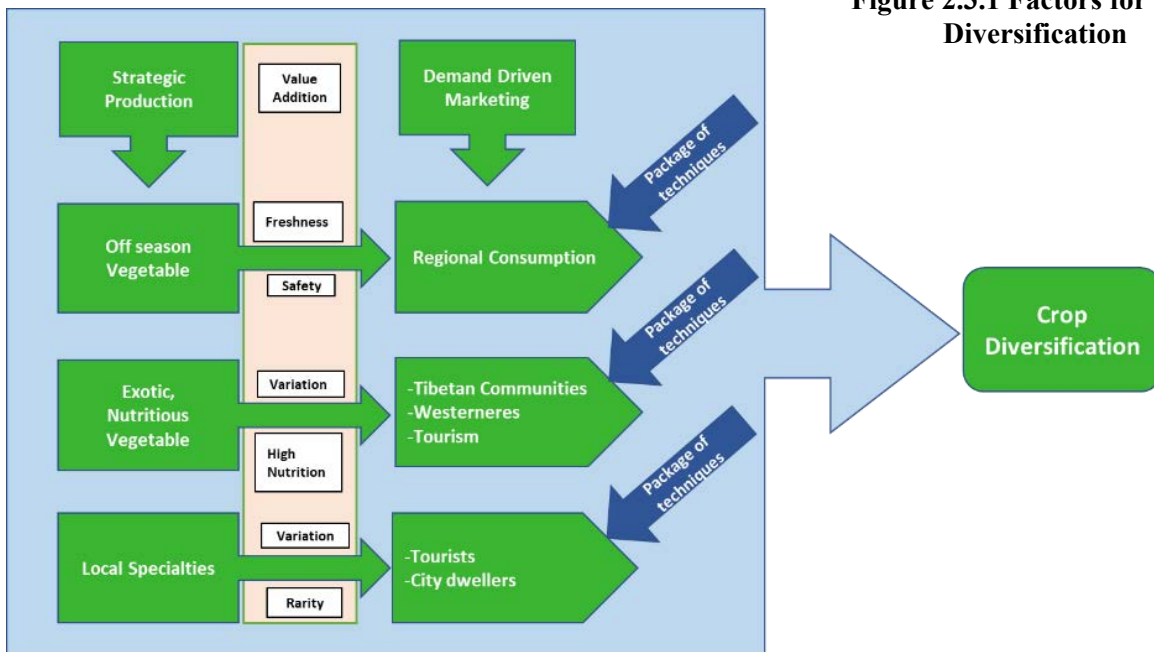 Figure 2.3.1 Factors for
Diversification
Strategic
Production
Value
Addition
Demand Driven
Marketing
Package of
techniques
Off season
Vegetable
Freshness
Safety
Regional Consumption
Package of
techniques
Crop
Diversification
Exotic,
Nutritious
Vegetable
Variation
High
Nutrition
-Tibetan Communities
-Westerneres
-Tourism
Package of
techniques
Local Specialties
Variation
Rarity
-Tourists
-City dwellers